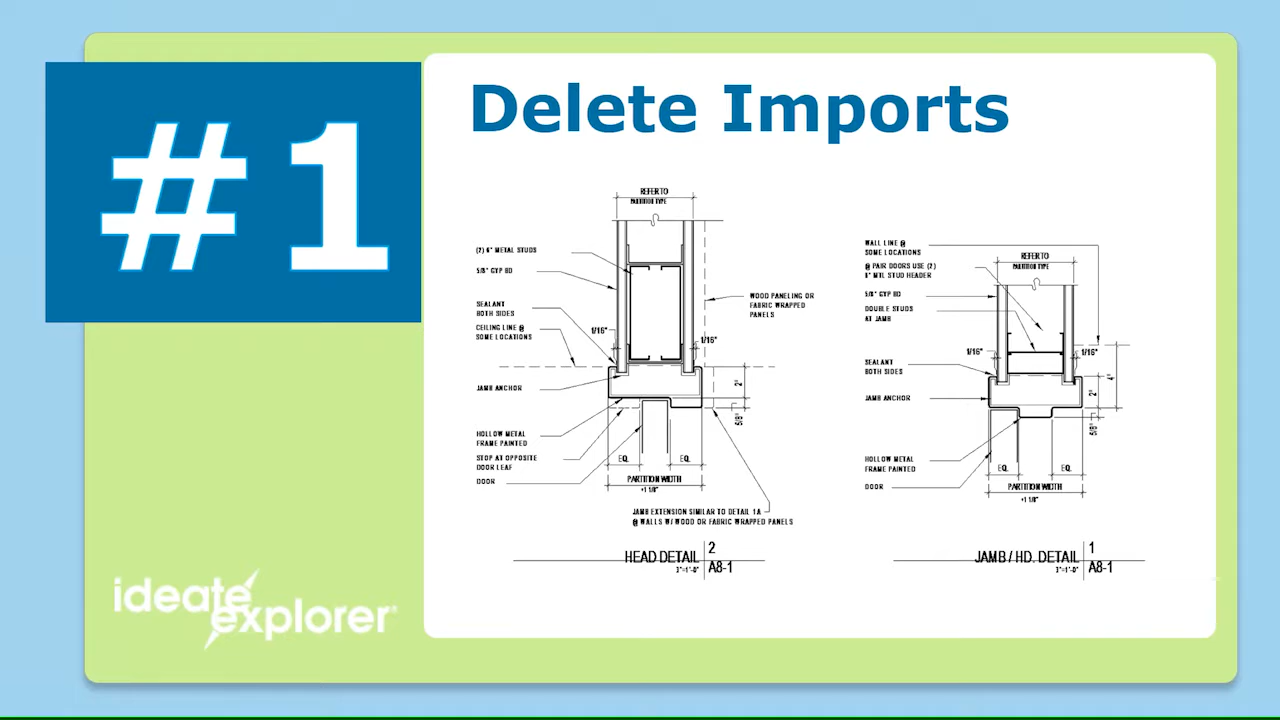 #1
Delete Imports
REFER TO
PARTITION TYPE
(2) 6" METAL STUDS
5/8" GYP BD
SEALANT
BOTH SIDES
1/16"
CEILING LINE @
SOME LOCATIONS
WOOD PANELING OR
FABRIC WRAPPED
PANELS
1/16"
JAMB ANCHOR
2"
5/8"
HOLLOW METAL
FRAME PAINTED
STOP AT OPPOSITE
DOOR LEAF
DOOR
EQ.
EQ.
PARTITION WIDTH
+1 1/8"
JAMB EXTENSION SIMILAR TO DETAIL 1A
@ WALLS W/ WOOD OR FABRIC WRAPPED PANELS
HEAD DETAIL
3"=1'-0"
2
A8-1
WALL LINE @
SOME LOCATIONS
REFER TO
PARTITION TYPE
@ PAIR DOORS USE (2)
6" MTL STUD HEADER
5/8" GYP BD
DOUBLE STUDS
AT JAMB
1/16"
1/16"
SEALANT
BOTH SIDES
4"
2"
JAMB ANCHOR
5/8"
HOLLOW METAL
FRAME PAINTED
DOOR
EQ.
EQ.
PARTITION WIDTH
+1 1/8"
JAMB / HD. DETAIL
3"=1'-0"
1
A8-1
ideate
explorer®